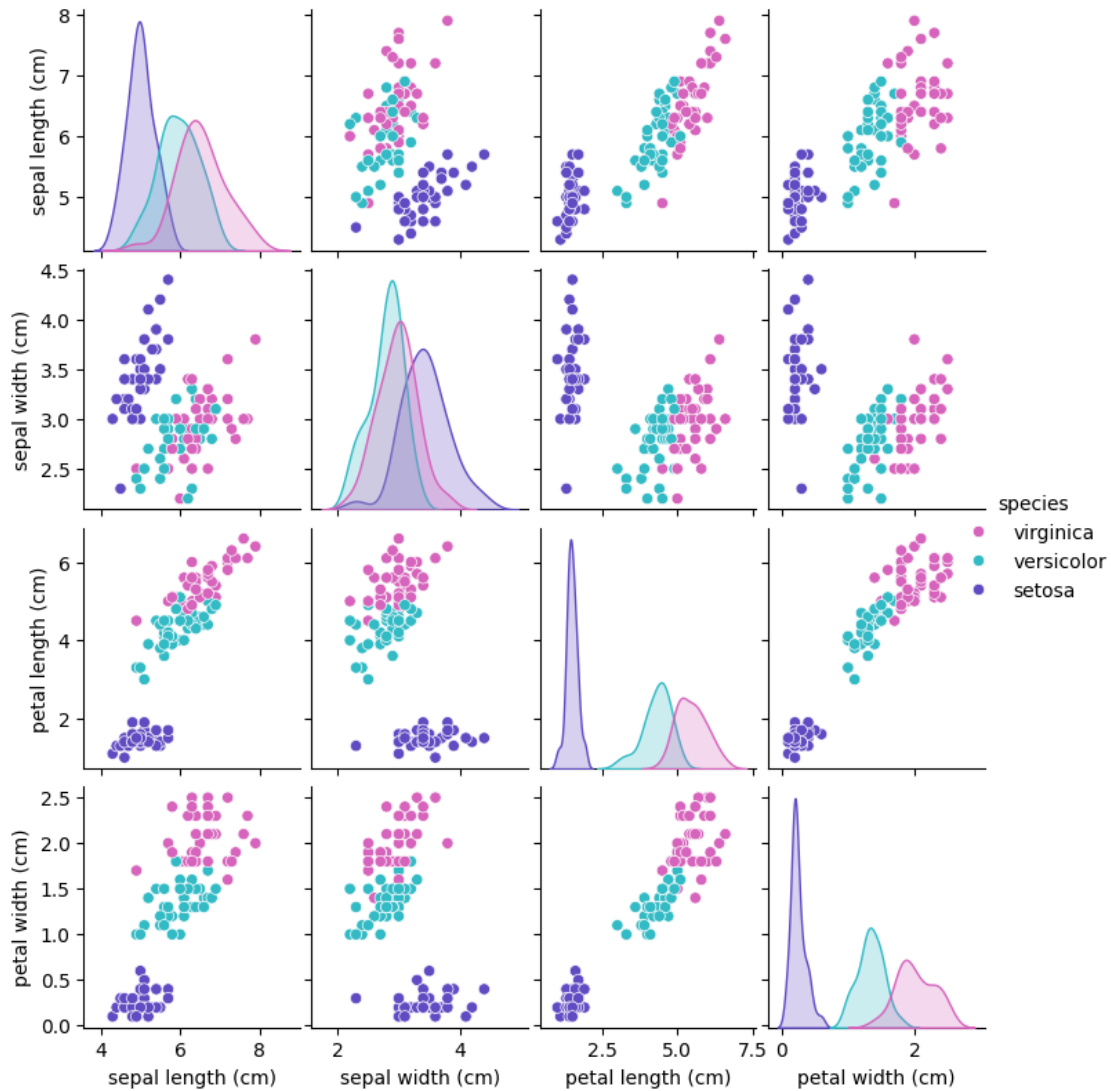 8
7
6
5
sepal length (cm)
4.5
4.0
3.5
3.0
2.5
sepal width (cm)
species
virginica
versicolor
setosa
6
4
2
petal length (cm)
2.5
2.0
1.5
1.0
0.5
0.0
petal width (cm)
4 6 8
sepal length (cm)
2 4
sepal width (cm)
2.5 5.0 7.5
petal length (cm)
0 2
petal width (cm)